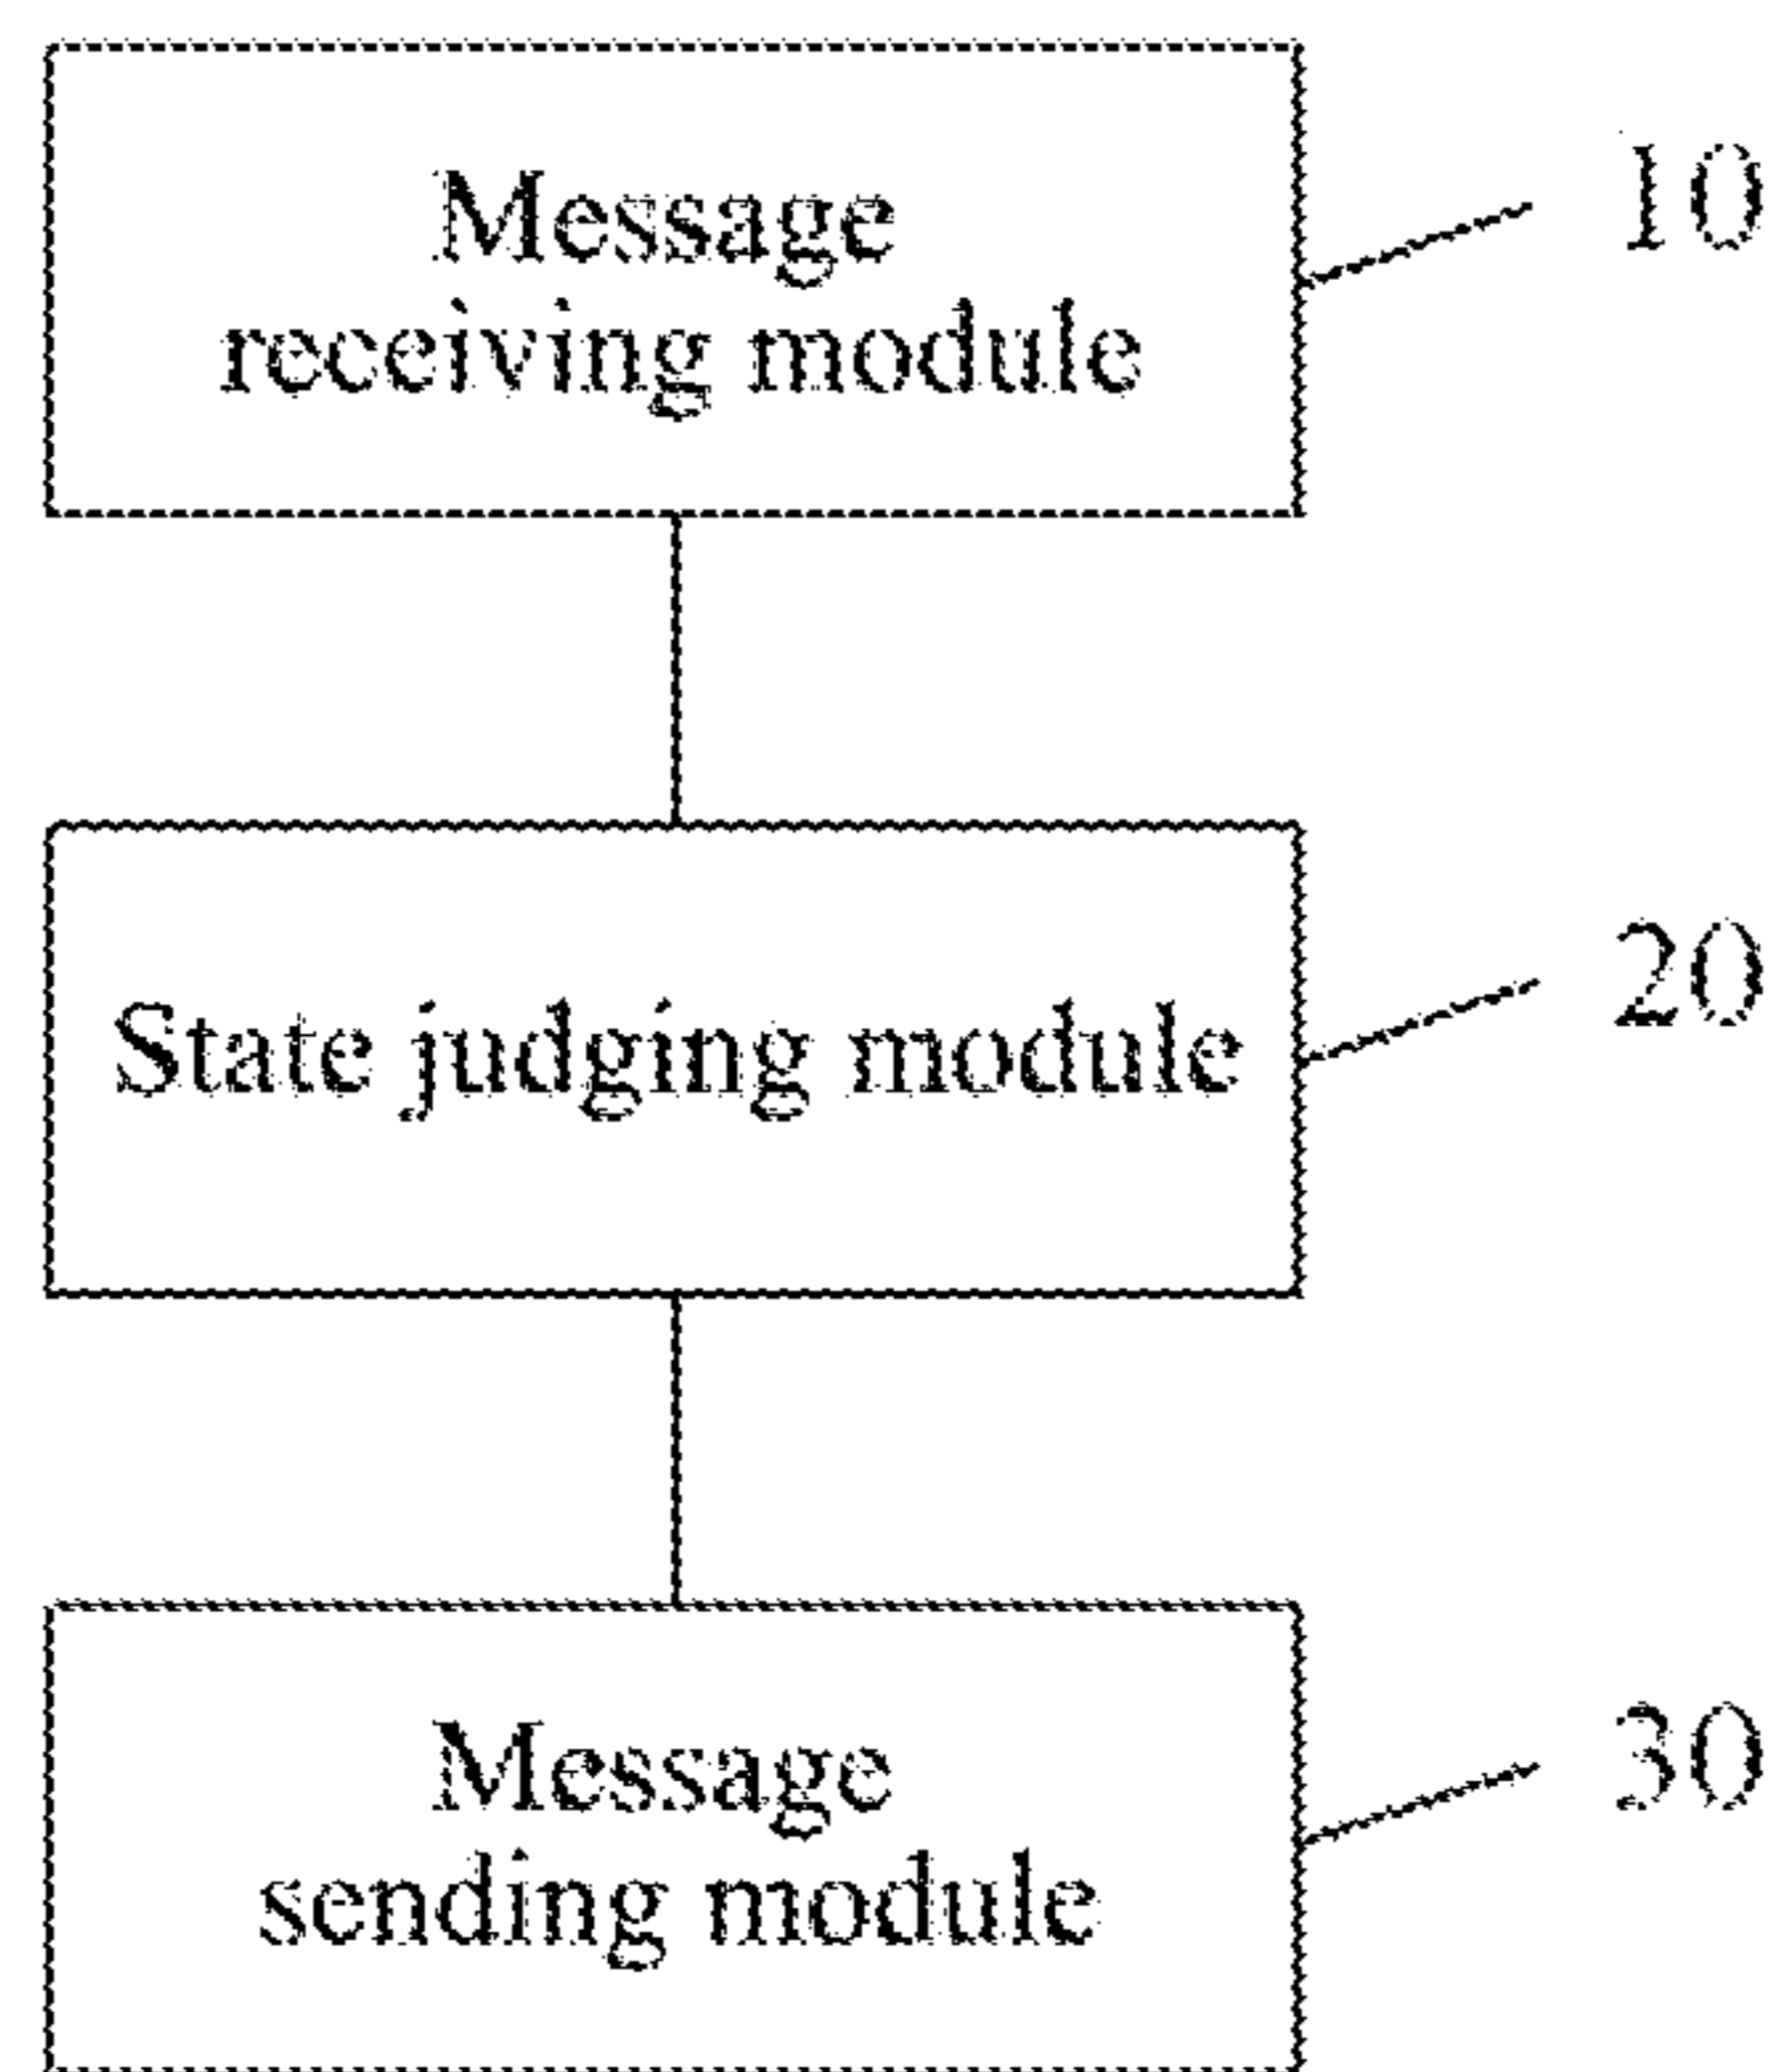 Message
receiving module
10
State judging module
20
Message
sending module
30